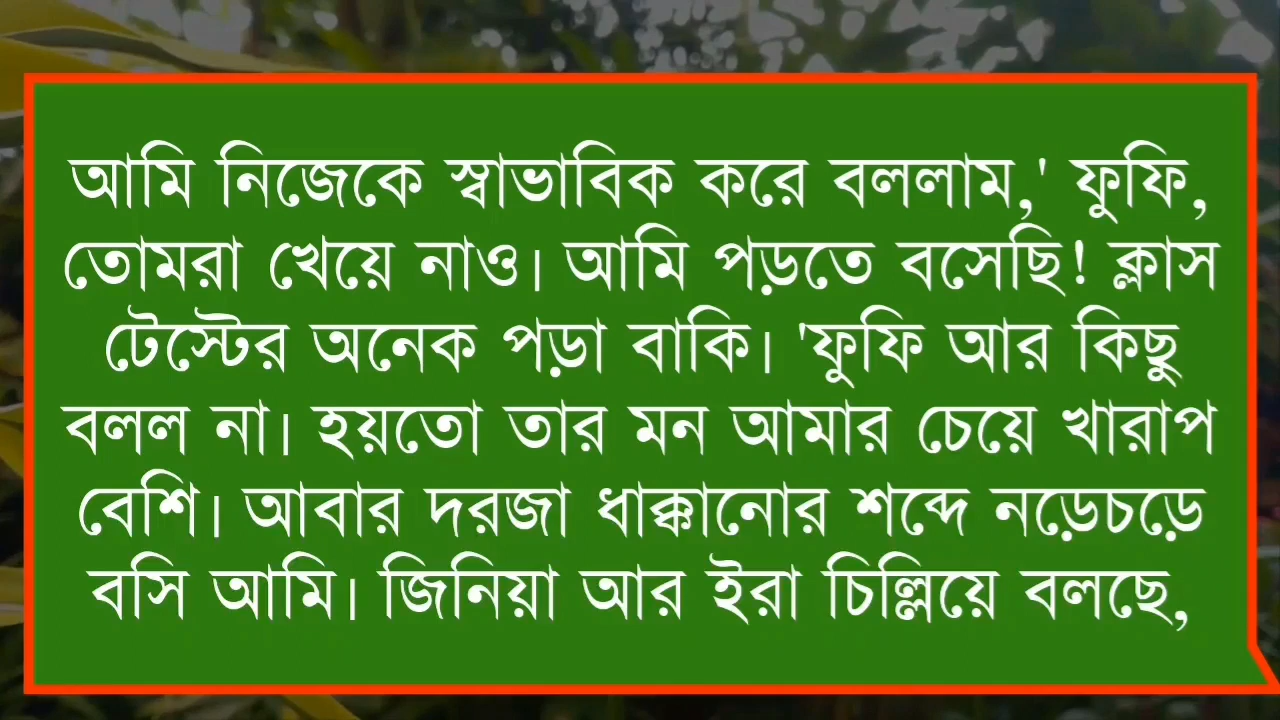 আমি নিজেকে স্বাভাবিক করে বললাম,' ফুফি,
তোমরা খেয়ে নাও। আমি পড়তে বসেছি! ক্লাস
টেস্টের অনেক পড়া বাকি। 'ফুফি আর কিছু
বলল না। হয়তো তার মন আমার চেয়ে খারাপ
বেশি। আবার দরজা ধাক্কানোর শব্দে নড়েচড়ে
বসি আমি। জিনিয়া আর ইরা চিল্লিয়ে বলছে,